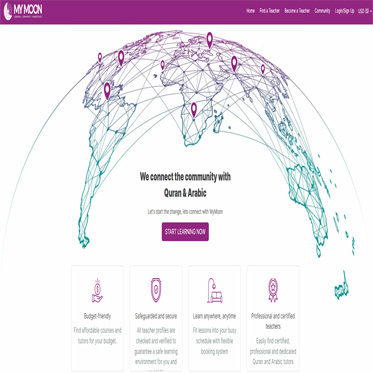 MY MOON
Home
Find a Teacher
Become a Teacher
Community
Login/Sign Up
USD ($)
We connect the community with
Quran & Arabic
Let's start the change, lets connect with MyMoon
START LEARNING NOW
Budget-friendly
Find affordable courses and
tutors for your budget.
Safeguarded and secure
All teacher profiles are
checked and verified to
guarantee a safe learning
environment for you and
Learn anywhere, anytime
Fit lessons into your busy
schedule with flexible
booking system
Professional and certified
teachers
Easily find certified,
professional and dedicated
Quran and Arabic tutors